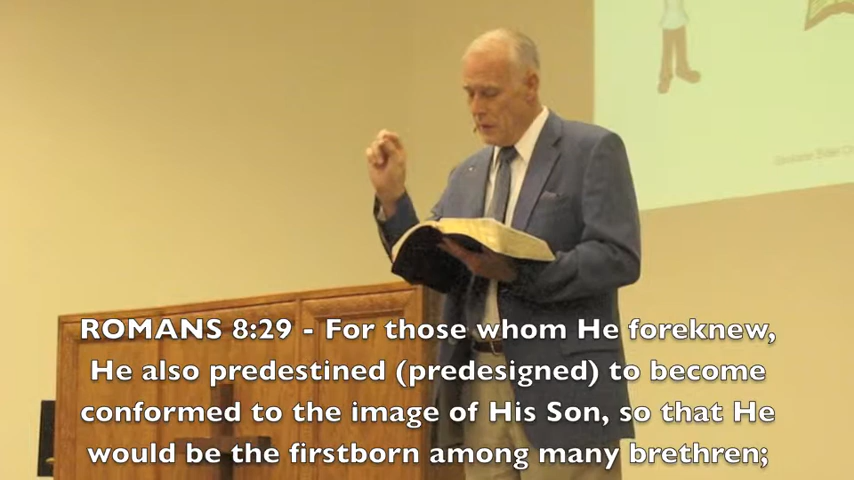 ROMANS 8:29 - For those whom He foreknew,
He also predestined (predesigned) to become
conformed to the image of His Son, so that He
would be the firstborn among many brethren;